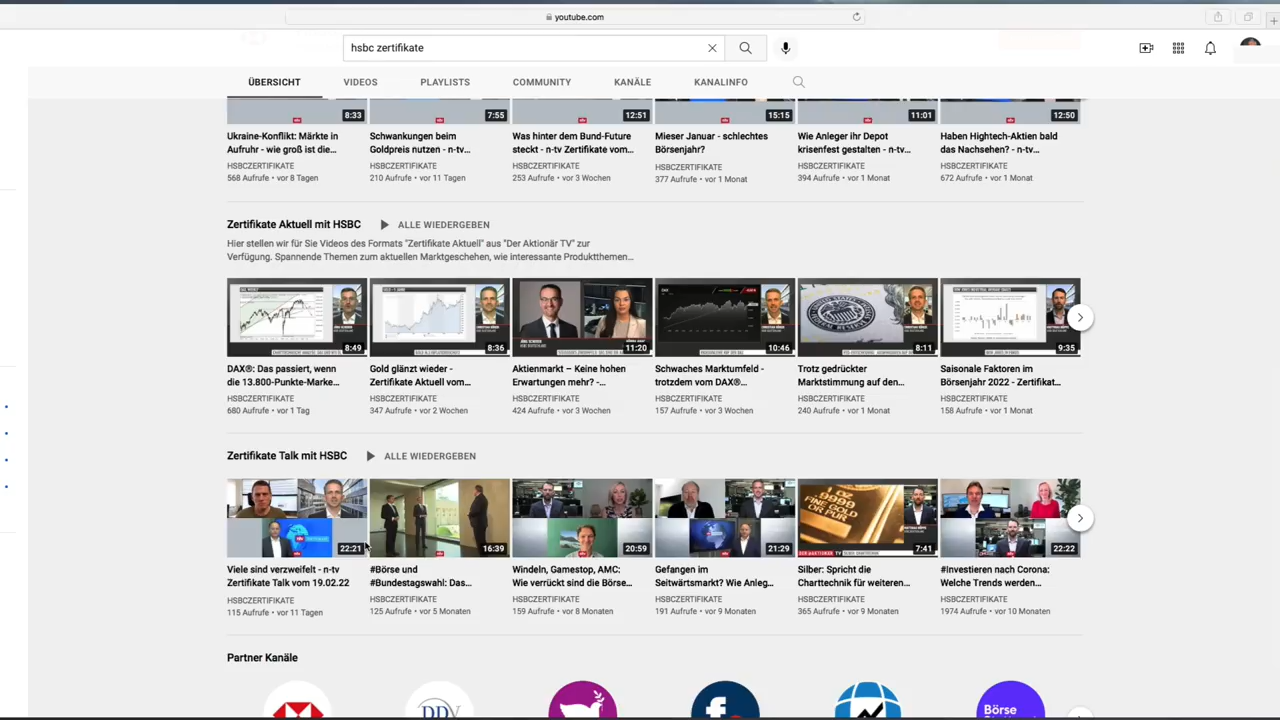 youtube.com
hsbc zertifikate
ÜBERSICHT
VIDEOS
PLAYLISTS
COMMUNITY
KANÄLE
KANALINFO
8:33
7:55
12:51
15:15
11:01
12:50
Ukraine-Konflikt: Märkte in
Aufruhr - wie groß ist die...
HSBCZERTIFIKATE
568 Aufrufe • vor 8 Tagen
Schwankungen beim
Goldpreis nutzen - n-tv...
HSBCZERTIFIKATE
210 Aufrufe • vor 11 Tagen
Was hinter dem Bund-Future
steckt - n-tv Zertifikate vom...
HSBCZERTIFIKATE
253 Aufrufe • vor 3 Wochen
Mieser Januar - schlechtes
Börsenjahr?
HSBCZERTIFIKATE
377 Aufrufe • vor 1 Monat
Wie Anleger ihr Depot
krisenfest gestalten - n-tv...
HSBCZERTIFIKATE
394 Aufrufe • vor 1 Monat
Haben Hightech-Aktien bald
das Nachsehen? - n-tv...
HSBCZERTIFIKATE
672 Aufrufe • vor 1 Monat
Zertifikate Aktuell mit HSBC
ALLE WIEDERGEBEN
Hier stellen wir für Sie Videos des Formats "Zertifikate Aktuell" aus "Der Aktionär TV" zur
Verfügung. Spannende Themen zum aktuellen Marktgeschehen, wie interessante Produktthemen...
8:49
8:36
11:20
DAX
10:46
8:11
9:35
DAX®: Das passiert, wenn
die 13.800-Punkte-Marke...
HSBCZERTIFIKATE
680 Aufrufe • vor 1 Tag
Gold glänzt wieder -
Zertifikate Aktuell vom...
HSBCZERTIFIKATE
347 Aufrufe • vor 2 Wochen
Aktienmarkt – Keine hohen
Erwartungen mehr? -...
HSBCZERTIFIKATE
424 Aufrufe • vor 3 Wochen
Schwaches Marktumfeld -
trotzdem vom DAX®...
HSBCZERTIFIKATE
157 Aufrufe • vor 3 Wochen
Trotz gedrückter
Marktstimmung auf den...
HSBCZERTIFIKATE
240 Aufrufe • vor 1 Monat
Saisonale Faktoren im
Börsenjahr 2022 - Zertifikat...
HSBCZERTIFIKATE
158 Aufrufe • vor 1 Monat
Zertifikate Talk mit HSBC
ALLE WIEDERGEBEN
22:21
16:39
20:59
21:29
1 OZ
999.9
FINE GOLD
OR PUR
7:41
22:22
Viele sind verzweifelt - n-tv
Zertifikate Talk vom 19.02.22
HSBCZERTIFIKATE
115 Aufrufe • vor 11 Tagen
#Börse und
#Bundestagswahl: Das...
HSBCZERTIFIKATE
125 Aufrufe • vor 5 Monaten
Windeln, Gamestop, AMC:
Wie verrückt sind die Börse...
HSBCZERTIFIKATE
159 Aufrufe • vor 8 Monaten
Gefangen im
Seitwärtsmarkt? Wie Anleg...
HSBCZERTIFIKATE
191 Aufrufe • vor 9 Monaten
Silber: Spricht die
Charttechnik für weiteren...
HSBCZERTIFIKATE
365 Aufrufe • vor 9 Monaten
#Investieren nach Corona:
Welche Trends werden...
HSBCZERTIFIKATE
1974 Aufrufe • vor 10 Monaten
Partner Kanäle
DDV
Börse